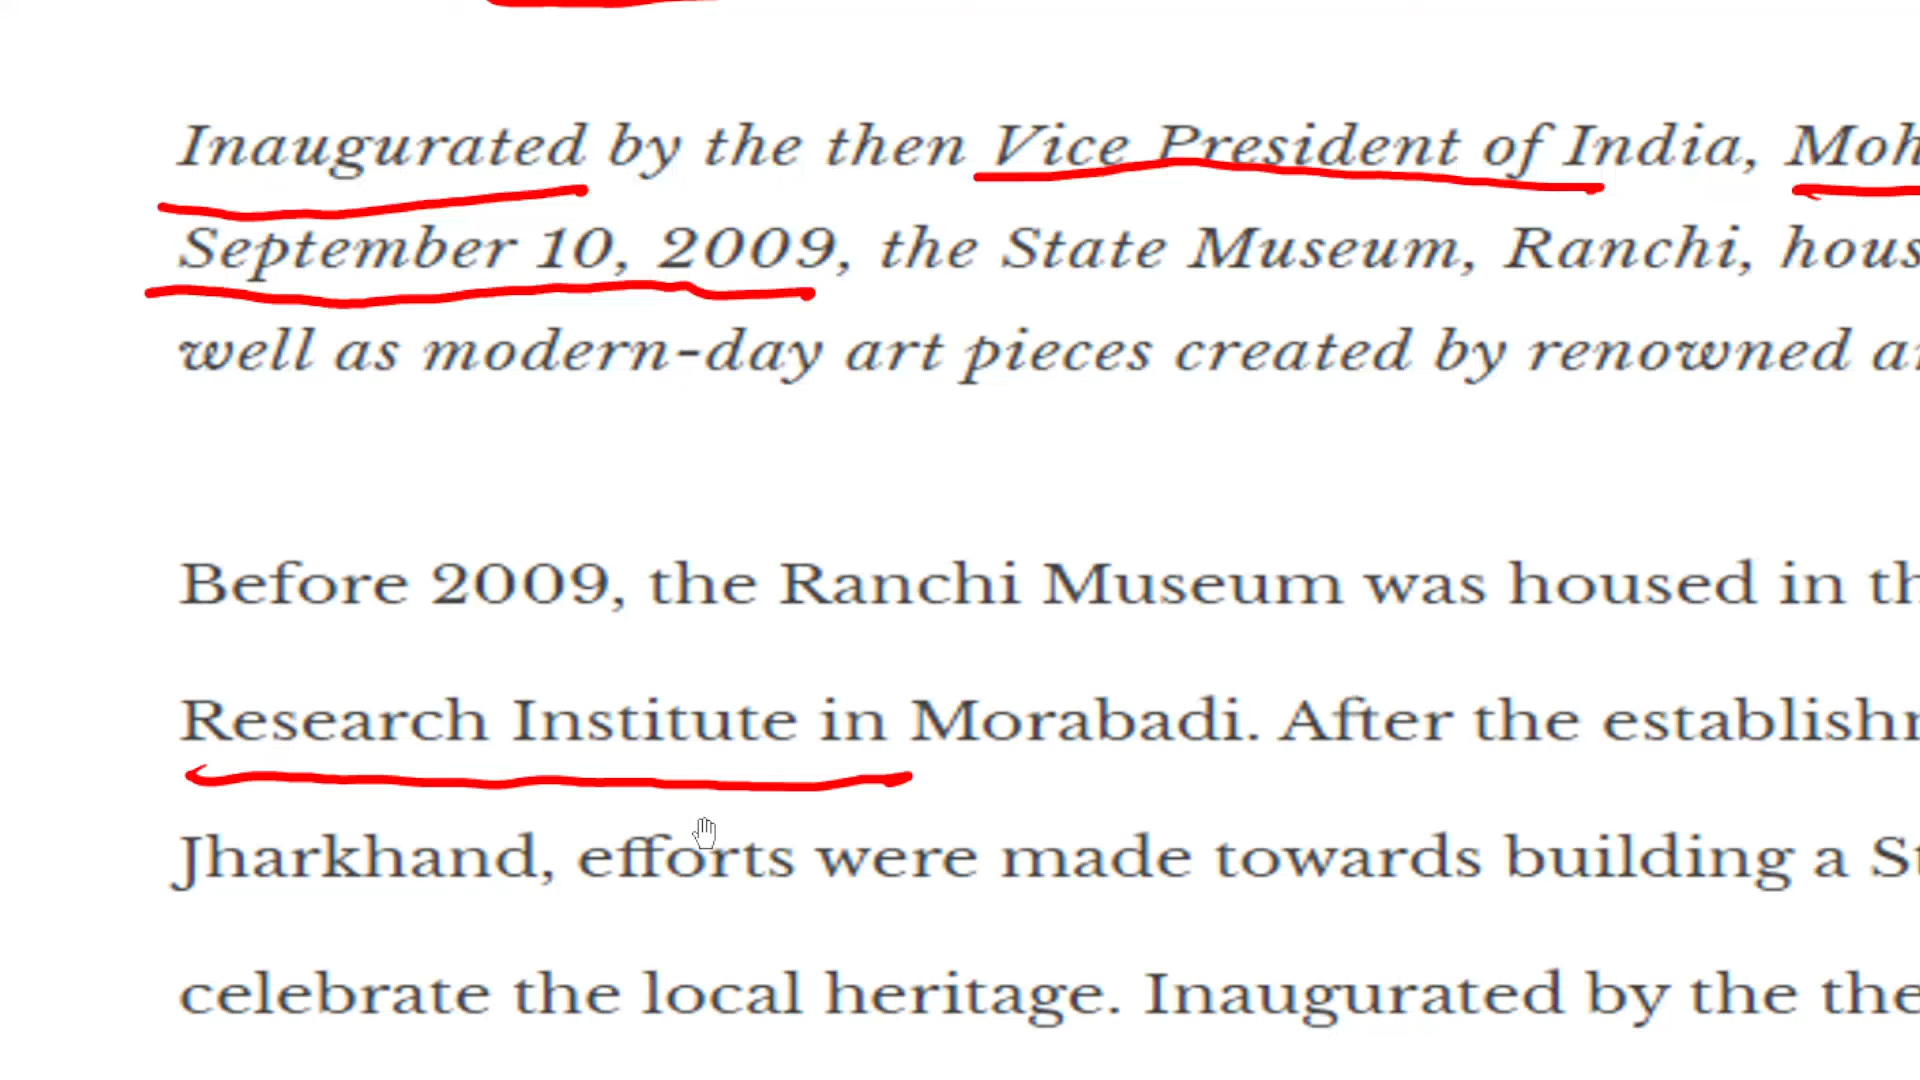 Inaugurated by the then Vice President of India, Moh
September 10, 2009, the State Museum, Ranchi, hous
well as modern-day art pieces created by renowned
Before 2009, the Ranchi Museum was housed in th
Research Institute in Morabadi. After the establish
Jharkhand, efforts were made towards building a St
celebrate the local heritage. Inaugurated by the the